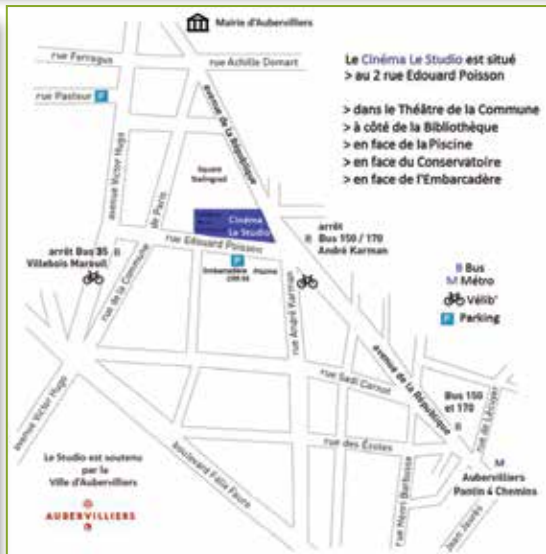 Mairie d'Aubervilliers
rue Ferragus
rue Achille Domart
rue Pasteur P
avenue de la République
avenue Victor Hugo
Square
Stalingrad
de Paris
Le Cinéma Le Studio est situé
> au 2 rue Edouard Poisson
> dans le Théâtre de la Commune
> à côté de la Bibliothèque
> en face de la Piscine
> en face du Conservatoire
> en face de l'Embarcadère
Cinéma
Le Studio
rue Edouard Poisson
P
Embarcadère
Piscine
arrêt
Bus 150 / 170
André Karman
B
arrêt Bus 35 B
Villebois Mareuil
rue de la Commune
rue André Karman
B Bus
M Métro
Vélib'
P Parking
avenue de la République
rue Sadi Carnot
Bus 150
et 170
B
rue de
rue des Écoles
avenue Victor Hugo
boulevard Félix Faure
rue Henri Barbusse
M
Aubervilliers
Pantin 4 Chemins
Jean Jaurès
Le Studio est soutenu
par la
Ville d'Aubervilliers
AUBERVILLIERS